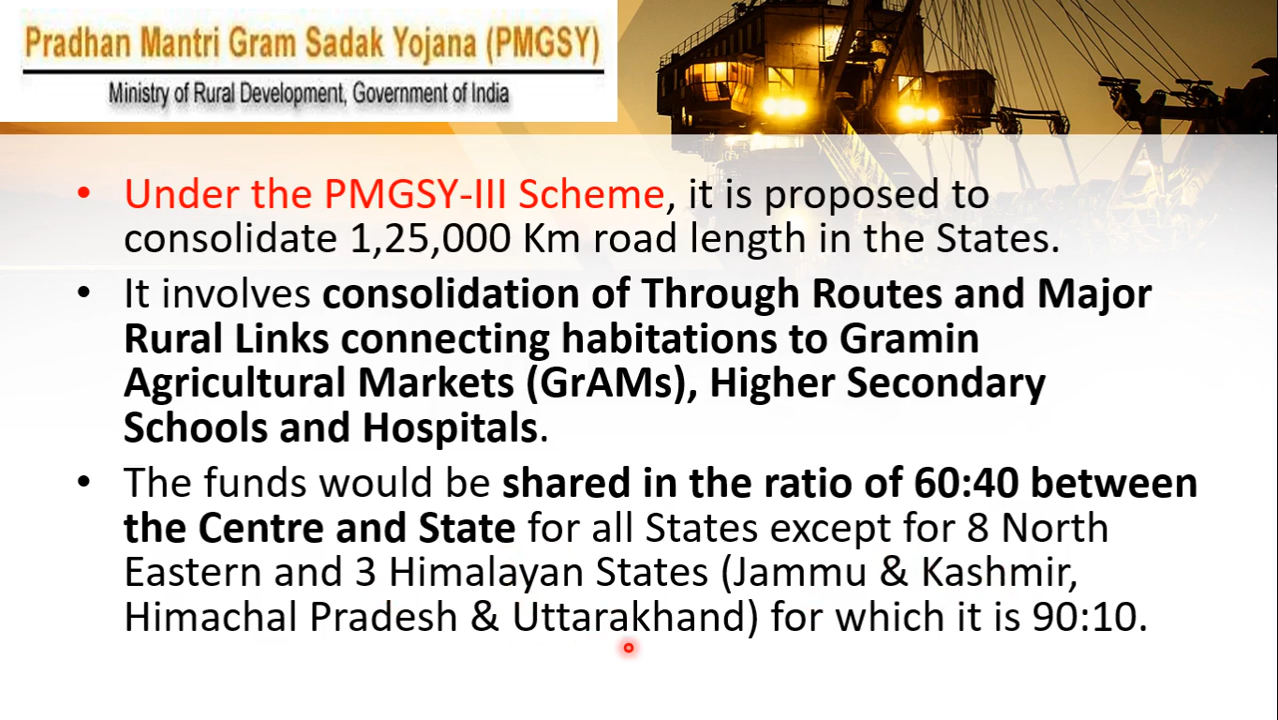 Pradhan Mantri Gram Sadak Yojana (PMGSY)
Ministry of Rural Development, Government of India
• Under the PMGSY-III Scheme, it is proposed to
consolidate 1,25,000 Km road length in the States.
• It involves consolidation of Through Routes and Major
Rural Links connecting habitations to Gramin
Agricultural Markets (GrAMs), Higher Secondary
Schools and Hospitals.
• The funds would be shared in the ratio of 60:40 between
the Centre and State for all States except for 8 North
Eastern and 3 Himalayan States (Jammu & Kashmir,
Himachal Pradesh & Uttarakhand) for which it is 90:10.